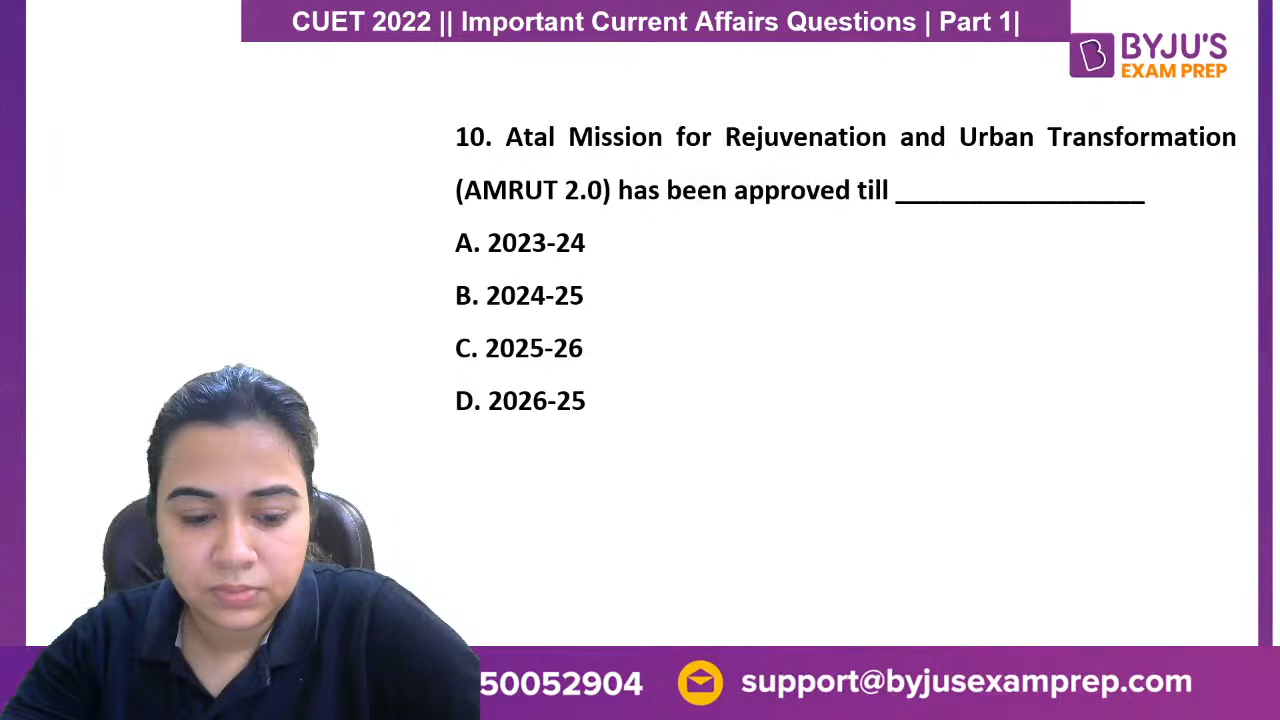 CUET 2022 || Important Current Affairs Questions | Part 1|
BYJU'S
EXAM PREP
10. Atal Mission for Rejuvenation and Urban Transformation
(AMRUT 2.0) has been approved till _________________
A. 2023-24
B. 2024-25
C. 2025-26
D. 2026-25
50052904
support@byjusexamprep.com